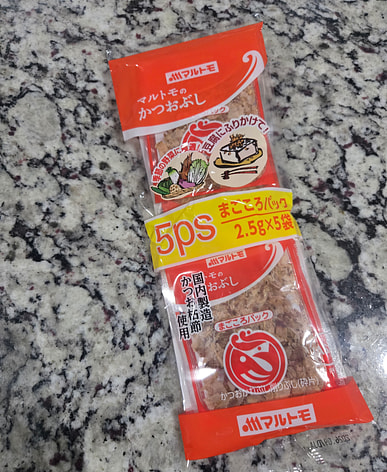 マルトモ
マルトモの
かつおぶし
豆腐にふりかけて!
5ps
まごころパック
2.5g×5袋
マルトモ
かつおぶし
国内製造
かつお枯節
使用
まごころパック
マルトモ